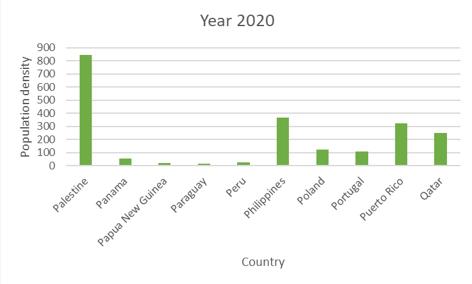 Year 2020
Population density
900
800
700
600
500
400
300
200
100
0
Palestine
Panama
Papua New Guinea
Paraguay
Peru
Philippines
Poland
Portugal
Puerto Rico
Qatar
Country